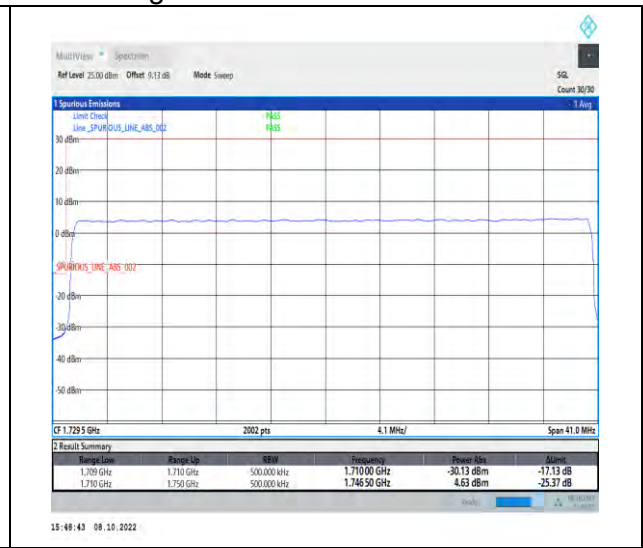 MultiView Spectrum
Ref Level 25.00 dBm Offset 9.13 dB Mode Sweep SGL
Count 30/30
1 Spurious Emissions 1 Avg
Limit Check PASS
Line _SPURIOUS_LINE_ABS_002 PASS
30 dBm
20 dBm
10 dBm
0 dBm
_SPURIOUS_LINE_ABS_002
-20 dBm
-30 dBm
-40 dBm
-50 dBm
CF 1.729 5 GHz 2002 pts 4.1 MHz/ Span 41.0 MHz
2 Result Summary
Range Low Range Up RBW Frequency Power Abs ΔLimit
1.709 GHz 1.710 GHz 500.000 kHz 1.71000 GHz -30.13 dBm -17.13 dB
1.710 GHz 1.750 GHz 500.000 kHz 1.74650 GHz 4.63 dBm -25.37 dB
Ready
15:48:43 08.10.2022